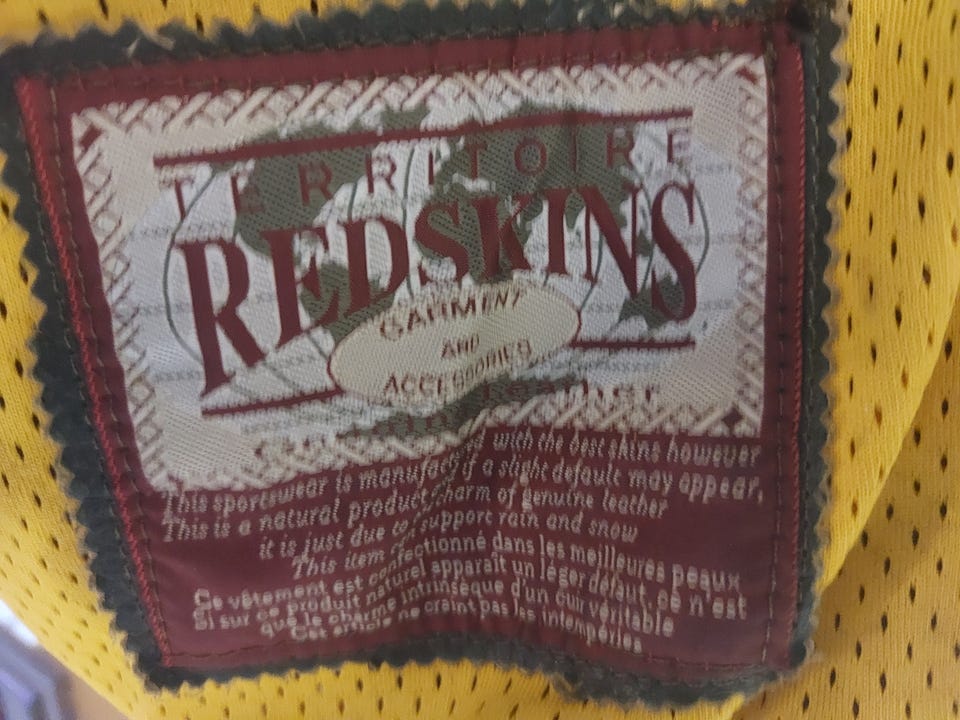 TERRITOIRE
REDSKINS
GARMENT
AND
ACCESSORIES
This sportswear is manufac with the best skins however
This is a natural product if a slight default may appear,
it is just due to charm of genuine leather
This item support rain and snow
Ce vêtement est confectionné dans les meilleures peaux
Si sur ce produit naturel apparaît un léger défaut, ce n'est
que le charme intrinsèque d'un cuir véritable
Cet article ne craint pas les intempéries